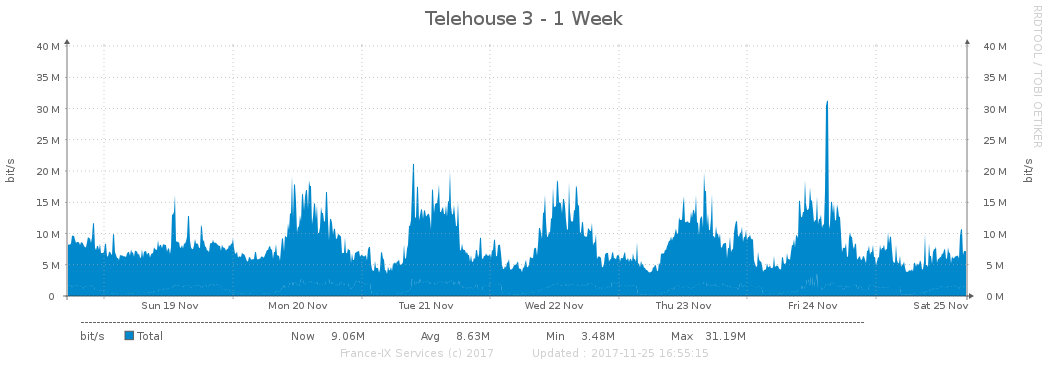 Telehouse 3 - 1 Week
RRDTOOL / TOBI OETIKER
bit/s
40 M 40 M
35 M 35 M
30 M 30 M
25 M 25 M
20 M 20 M
15 M 15 M
10 M 10 M
5 M 5 M
0 0 M
bit/s
Sun 19 Nov Mon 20 Nov Tue 21 Nov Wed 22 Nov Thu 23 Nov Fri 24 Nov Sat 25 Nov
bit/s Total Now 9.06M Avg 8.63M Min 3.48M Max 31.19M
France-IX Services (c) 2017 Updated : 2017-11-25 16:55:15